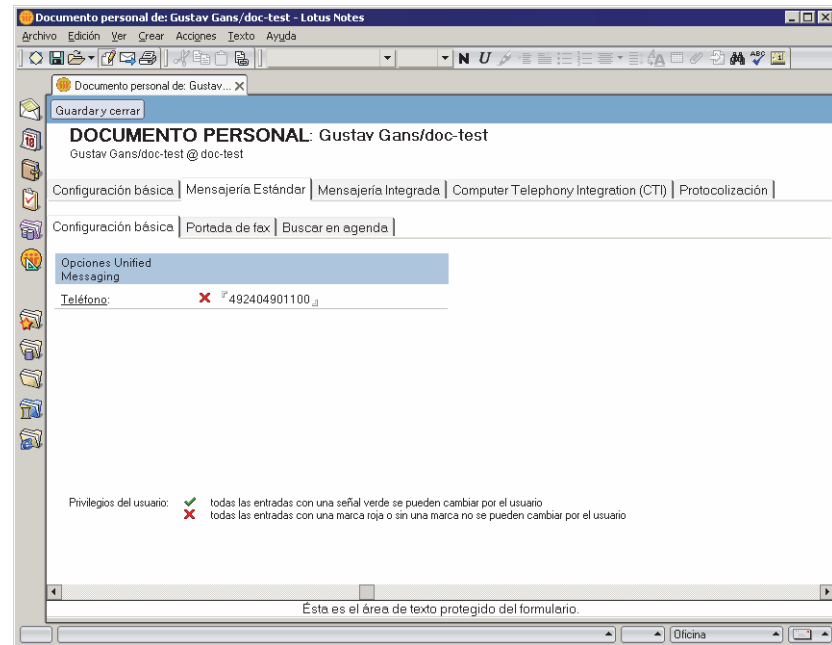 Documento personal de: Gustav Gans/doc-test - Lotus Notes
Archivo Edición Ver Crear Acciones Texto Ayuda
N U
Documento personal de: Gustav... X
Guardar y cerrar
DOCUMENTO PERSONAL: Gustav Gans/doc-test
Gustav Gans/doc-test @ doc-test
Configuración básica Mensajería Estándar Mensajería Integrada Computer Telephony Integration (CTI) Protocolización
Configuración básica Portada de fax Buscar en agenda
Opciones Unified
Messaging
Teléfono: 492404901100
Privilegios del usuario: todas las entradas con una señal verde se pueden cambiar por el usuario
todas las entradas con una marca roja o sin una marca no se pueden cambiar por el usuario
Ésta es el área de texto protegido del formulario.
Oficina